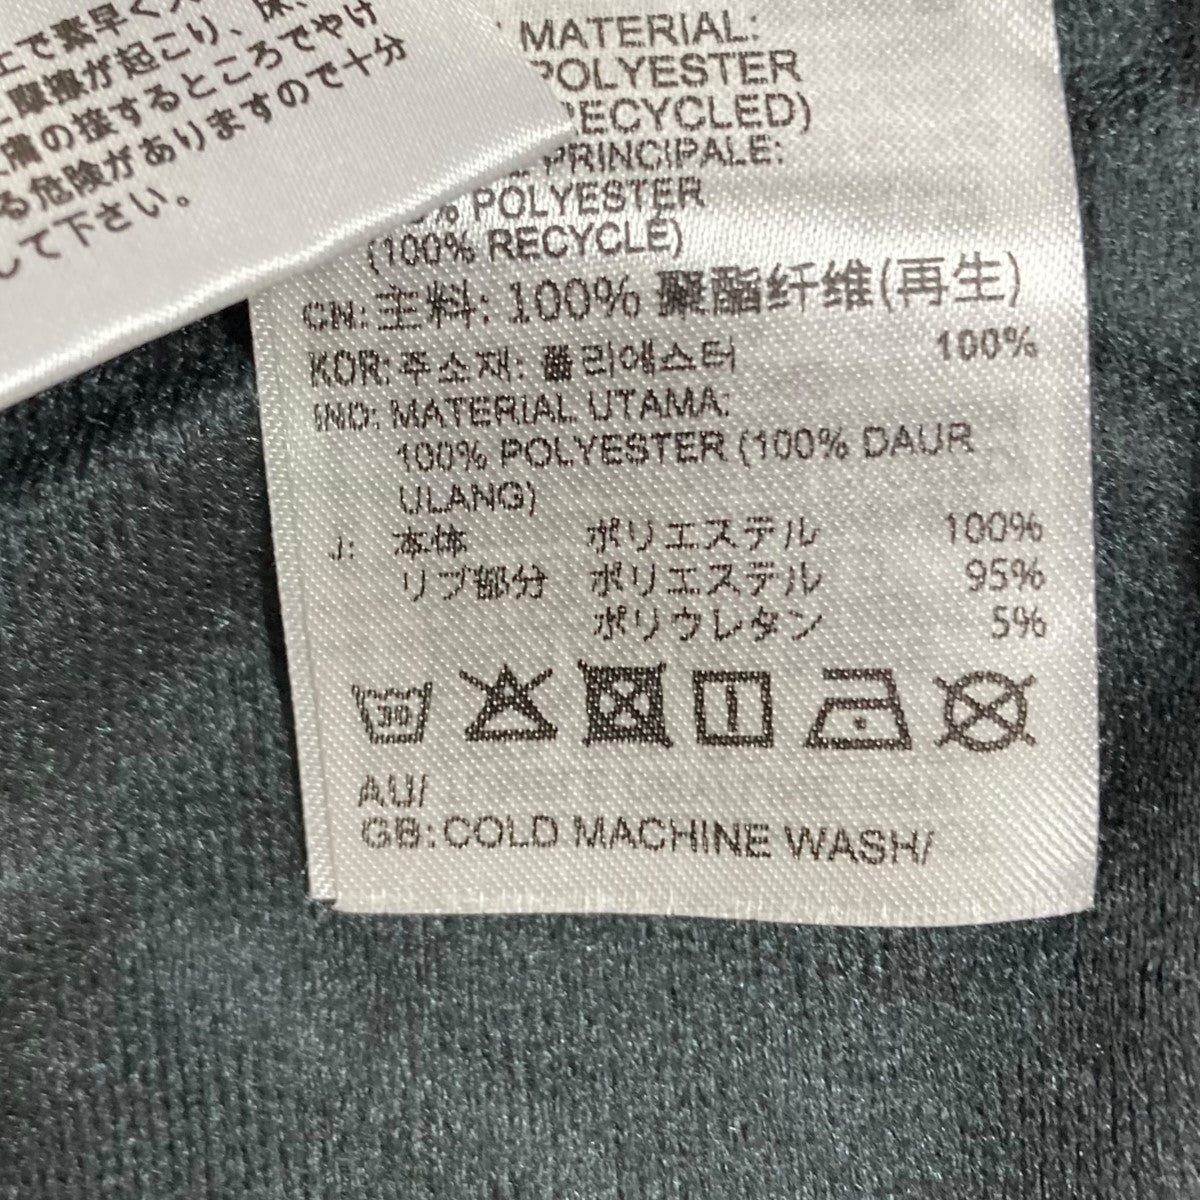 で素早く
摩擦が起こり、床、
膚の接するところでやけ
る危険がありますので十分
して下さい。
MATERIAL:
POLYESTER
RECYCLED)
PRINCIPALE:
% POLYESTER
(100% RECYCLÉ)
CN: 主料: 100% 聚酯纤维(再生)
KOR: 주소재: 폴리에스터 100%
IND: MATERIAL UTAMA:
100% POLYESTER (100% DAUR
ULANG)
J: 本体 ポリエステル 100%
リブ部分 ポリエステル 95%
ポリウレタン 5%
30
AU/
GB: COLD MACHINE WASH/